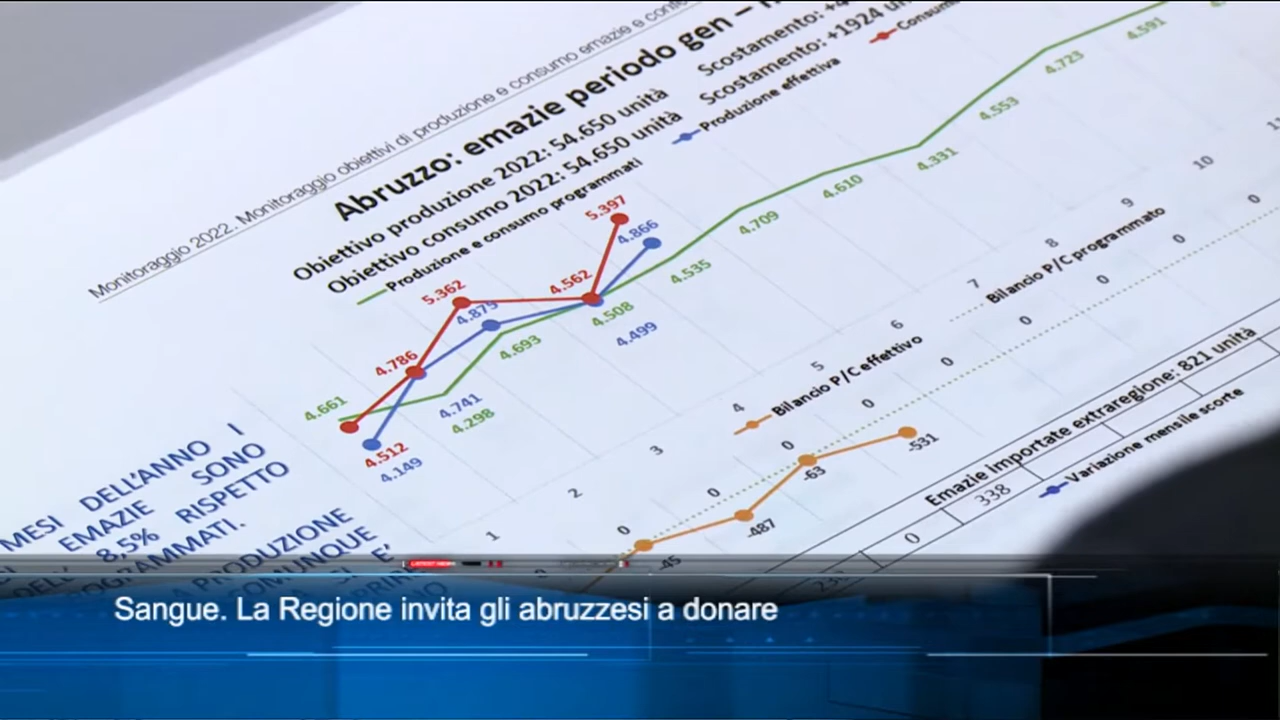 Monitoraggio 2022. Monitoraggio obiettivi di produzione e consumo emazie e
Abruzzo: emazie periodo gen –
Obiettivo produzione 2022: 54.650 unità
Scostamento:
Obiettivo consumo 2022: 54.650 unità
Scostamento: +1924
Produzione e consumo programmati
Produzione effettiva
4.661
4.512
4.149
4.786
4.741
4.298
5.362
4.875
4.693
4.562
4.508
4.499
5.397
4.866
4.535
4.709
4.610
4.331
4.553
4.723
4.591
1
2
3
4
5
6
7
8
9
10
Bilancio P/C effettivo
Bilancio P/C programmato
0
0
0
0
0
0
0
0
0
-45
-487
-63
-531
Emazie importate extraregione: 821 unità
0
338
Variazione mensile scorte
MESI DELL'ANNO I
EMAZIE SONO
8,5% RISPETTO
PRODUZIONE
COMUNQUE
LATEST NEWS
Sangue. La Regione invita gli abruzzesi a donare